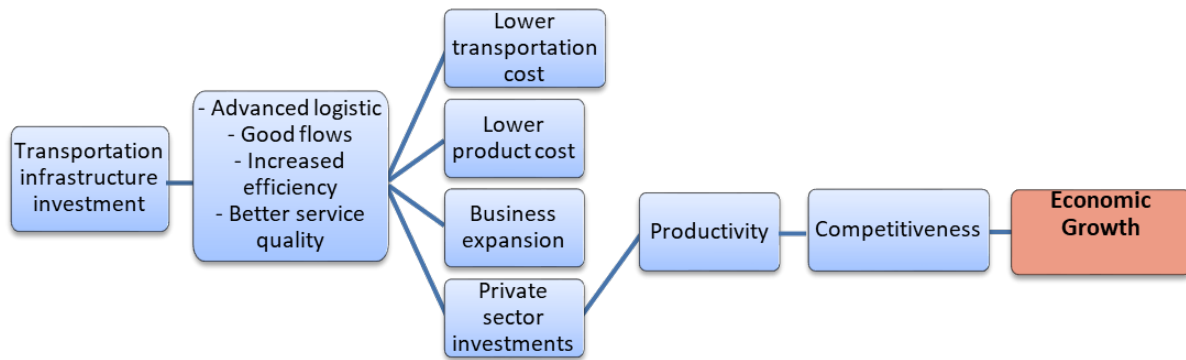 Transportation
infrastructure
investment
- Advanced logistic
- Good flows
- Increased
efficiency
- Better service
quality
Lower
transportation
cost
Lower
product cost
Business
expansion
Private
sector
investments
Productivity
Competitiveness
Economic
Growth